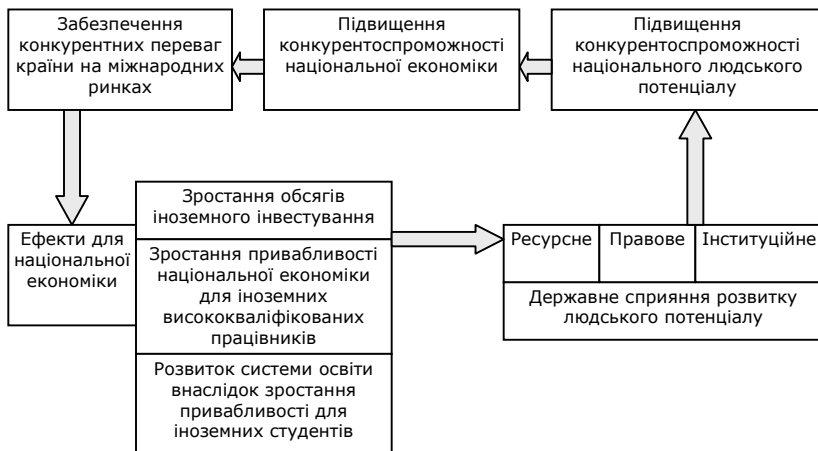 Забезпечення
конкурентних переваг
країни на міжнародних
ринках
Підвищення
конкурентоспроможності
національної економіки
Підвищення
конкурентоспроможності
національного людського
потенціалу
Ефекти для
національної
економіки
Зростання обсягів
іноземного інвестування
Зростання привабливості
національної економіки
для іноземних
висококваліфікованих
працівників
Розвиток системи освіти
внаслідок зростання
привабливості для
іноземних студентів
Ресурсне
Правове
Інституційне
Державне сприяння розвитку
людського потенціалу